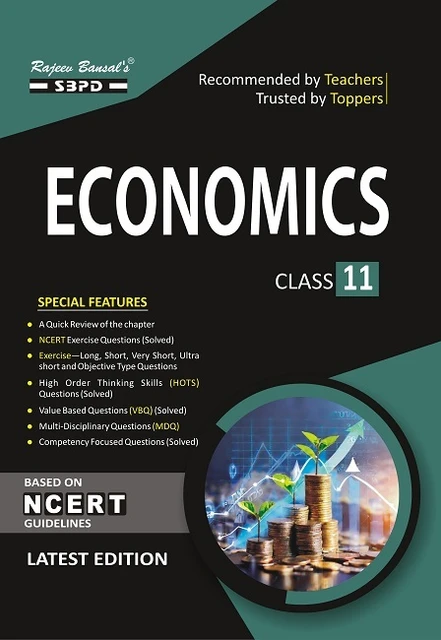 Rajeev Bansal's®
SBPD
Recommended by Teachers
Trusted by Toppers
ECONOMICS
CLASS 11
SPECIAL FEATURES
• A Quick Review of the chapter
• NCERT Exercise Questions (Solved)
• Exercise—Long, Short, Very Short, Ultra
short and Objective Type Questions
• High Order Thinking Skills (HOTS)
Questions (Solved)
• Value Based Questions (VBQ) (Solved)
• Multi-Disciplinary Questions (MDQ)
• Competency Focused Questions (Solved)
BASED ON
NCERT
GUIDELINES
LATEST EDITION